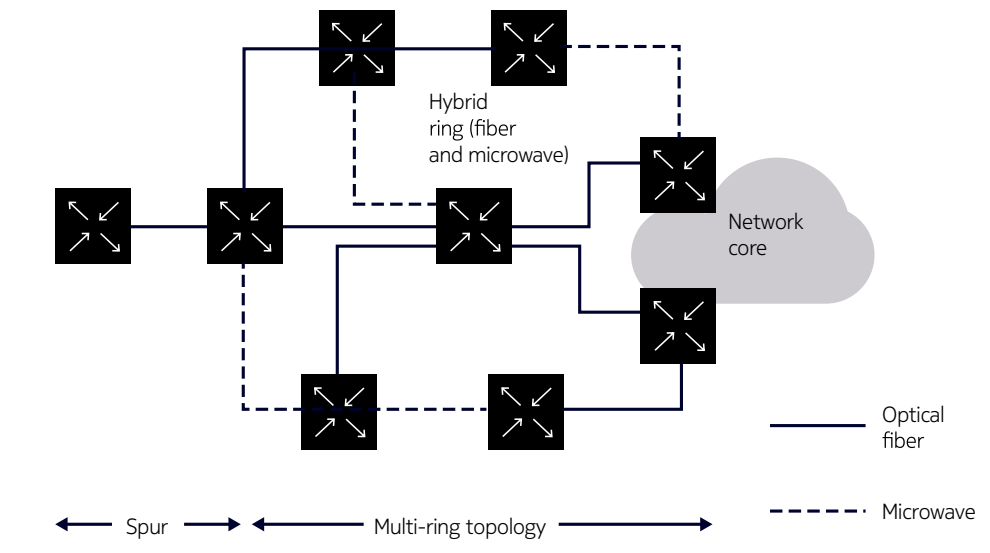 Hybrid
ring (fiber
and microwave)
Network
core
Optical
fiber
Microwave
Spur
Multi-ring topology